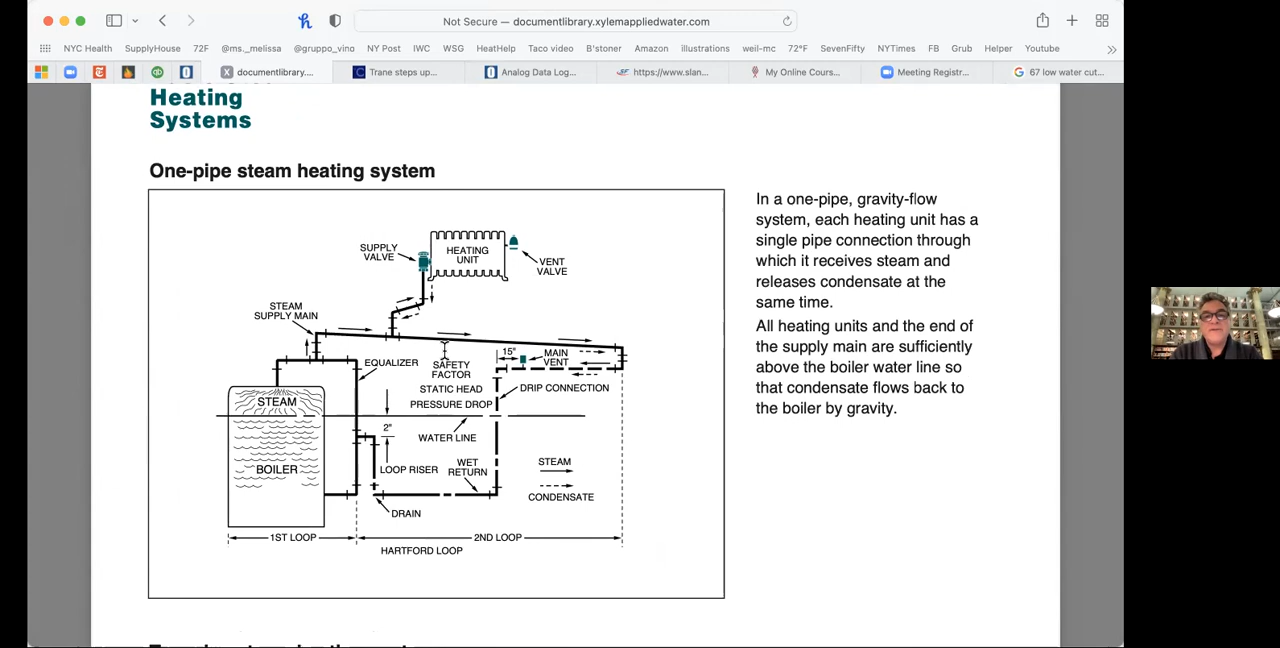 Not Secure — documentlibrary.xylemappliedwater.com
NYC Health SupplyHouse 72F @ms._melissa @gruppo_vino NY Post IWC WSG HeatHelp Taco video B'stoner Amazon illustrations weil-mc 72°F SevenFifty NYTimes FB Grub Helper Youtube
documentlibrary.... Trane steps up... Analog Data Log... https://www.slan... My Online Cours... Meeting Registr... 67 low water cut...
Heating
Systems
One-pipe steam heating system
SUPPLY
VALVE
HEATING
UNIT
VENT
VALVE
STEAM
SUPPLY MAIN
EQUALIZER
SAFETY
FACTOR
15"
MAIN
VENT
STATIC HEAD
PRESSURE DROP
DRIP CONNECTION
STEAM
2"
WATER LINE
BOILER
LOOP RISER
WET
RETURN
STEAM
CONDENSATE
DRAIN
1ST LOOP
2ND LOOP
HARTFORD LOOP
In a one-pipe, gravity-flow
system, each heating unit has a
single pipe connection through
which it receives steam and
releases condensate at the
same time.
All heating units and the end of
the supply main are sufficiently
above the boiler water line so
that condensate flows back to
the boiler by gravity.